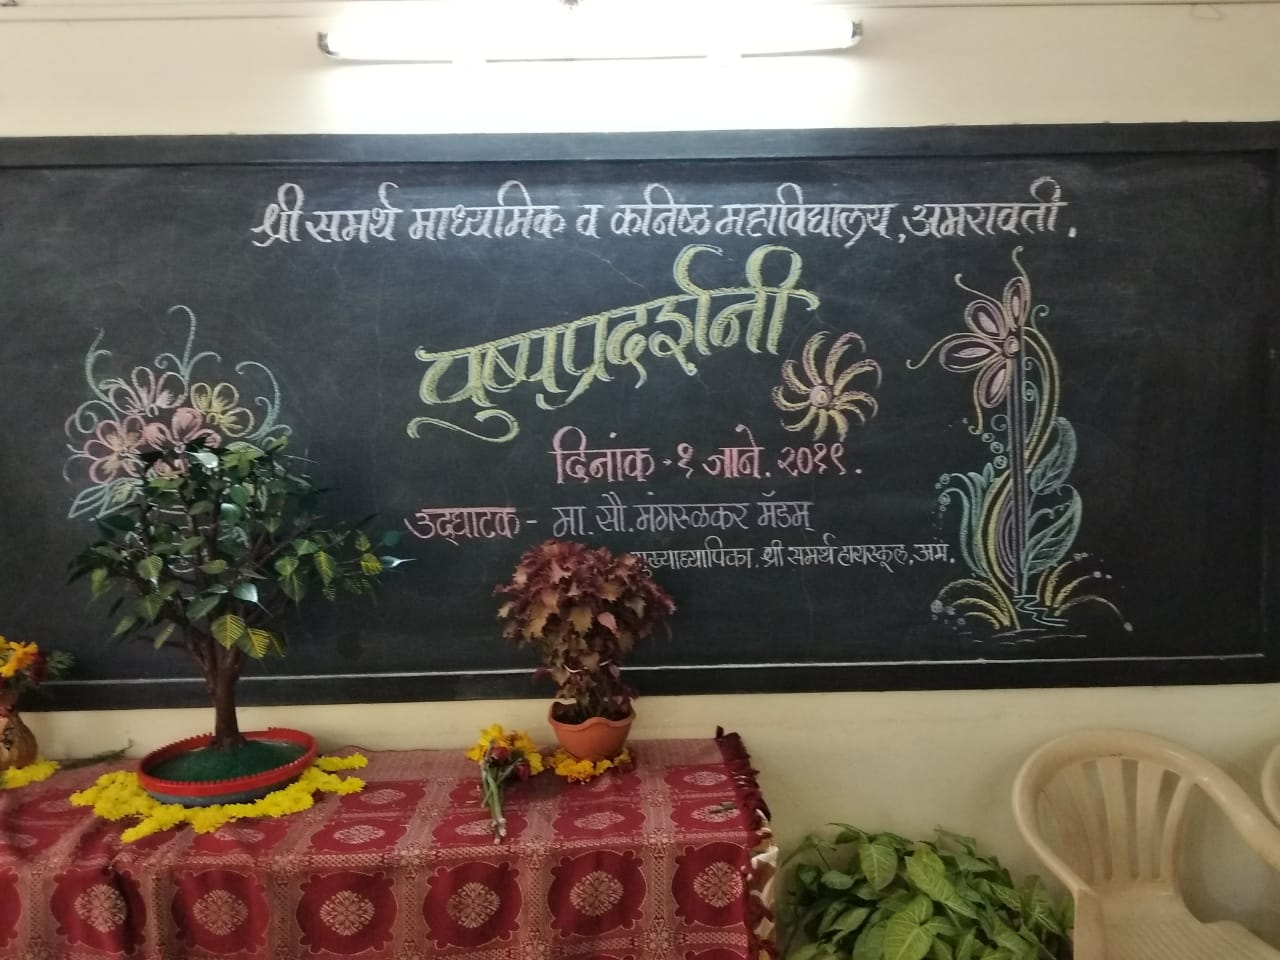 श्री समर्थ माध्यमिक व कनिष्ठ महाविद्यालय, अमरावती.
पुष्पप्रदर्शनी
दिनांक - १ जाने. २०१९.
उद्घाटक - मा. सौ. मंगरुळकर मॅडम्
मुख्याध्यापिका. श्री समर्थ हायस्कूल, अमं.